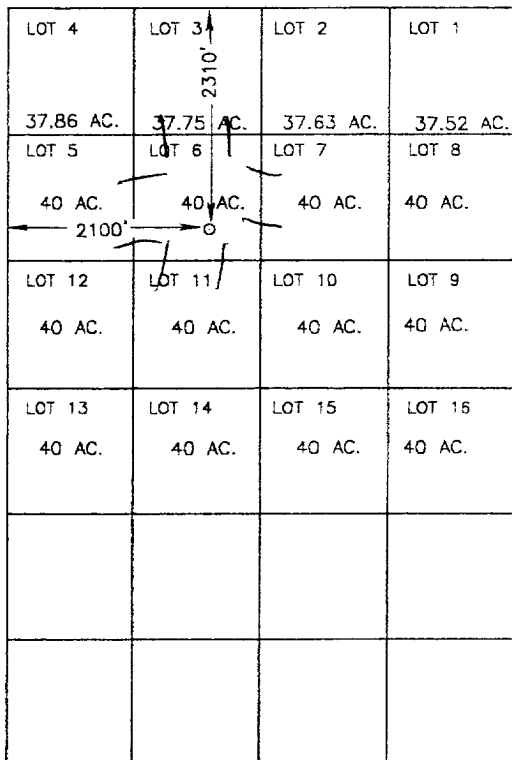 LOT 4 LOT 3 LOT 2 LOT 1
2310'
37.86 AC. 37.75 AC. 37.63 AC. 37.52 AC.
LOT 5 LOT 6 LOT 7 LOT 8
40 AC. 40 AC. 40 AC. 40 AC.
2100'
LOT 12 LOT 11 LOT 10 LOT 9
40 AC. 40 AC. 40 AC. 40 AC.
LOT 13 LOT 14 LOT 15 LOT 16
40 AC. 40 AC. 40 AC. 40 AC.